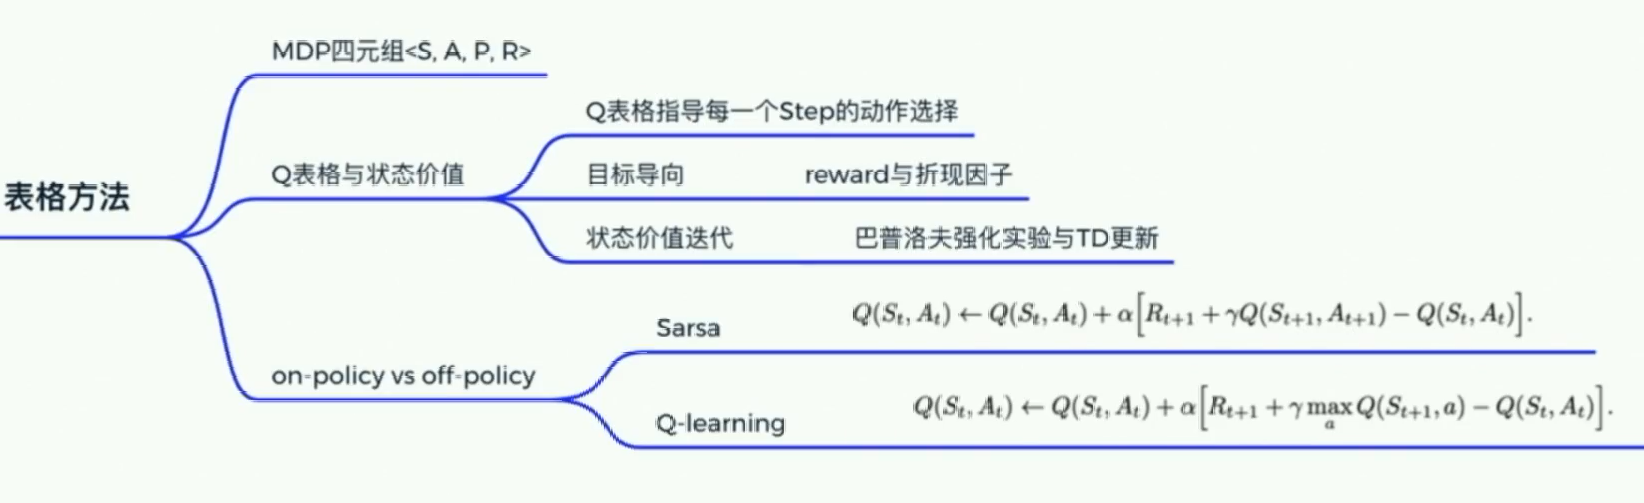 表格方法
MDP四元组<S, A, P, R>
Q表格与状态价值
Q表格指导每一个Step的动作选择
目标导向 reward与折现因子
状态价值迭代 巴普洛夫强化实验与TD更新
on-policy vs off-policy
Sarsa Q(S_t, A_t) ← Q(S_t, A_t) + α[R_{t+1} + γQ(S_{t+1}, A_{t+1}) − Q(S_t, A_t)].
Q-learning Q(S_t, A_t) ← Q(S_t, A_t) + α[R_{t+1} + γ max_a Q(S_{t+1}, a) − Q(S_t, A_t)].